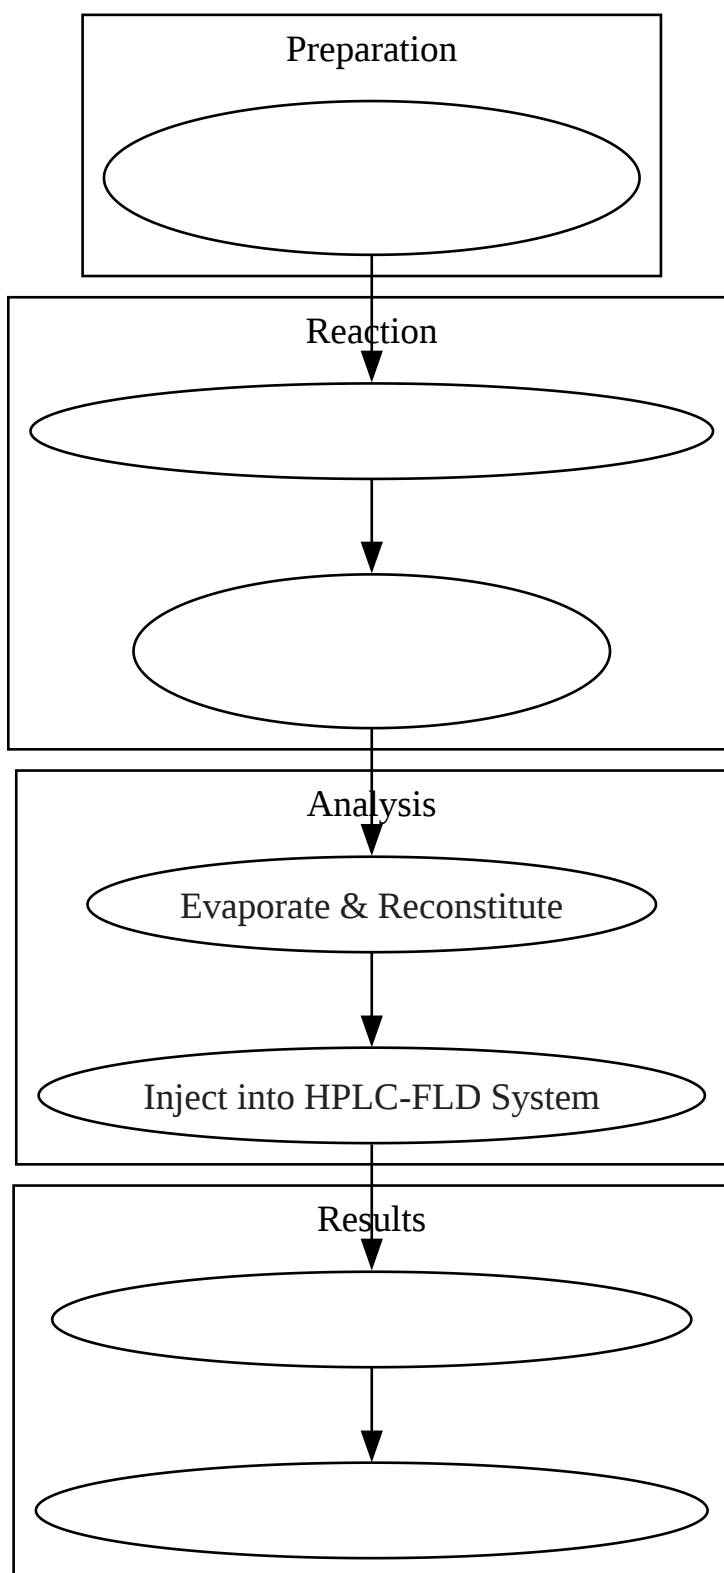 Preparation
Reaction
Analysis
Evaporate & Reconstitute
Inject into HPLC-FLD System
Results